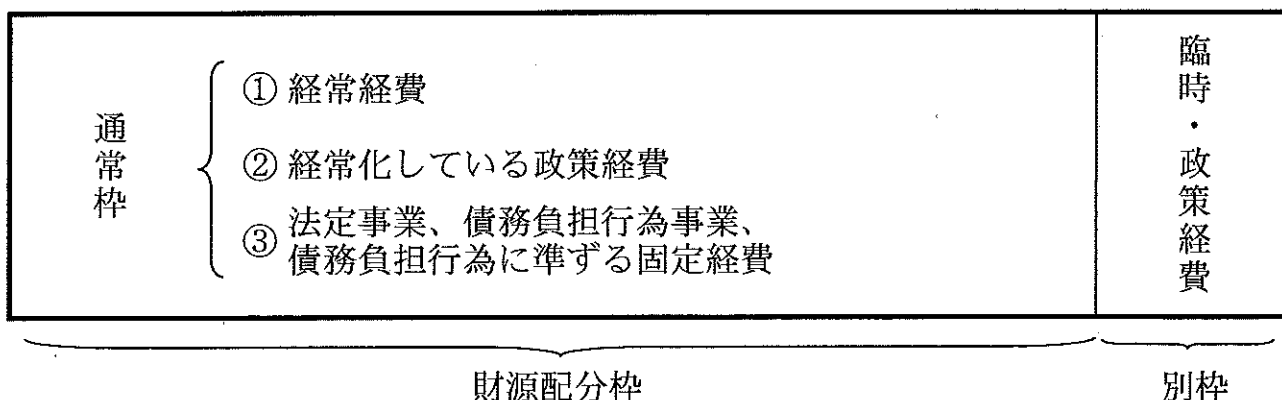 通常枠
① 経常経費
② 経常化している政策経費
③ 法定事業、債務負担行為事業、
債務負担行為に準ずる固定経費
臨時・政策経費
財源配分枠
別枠